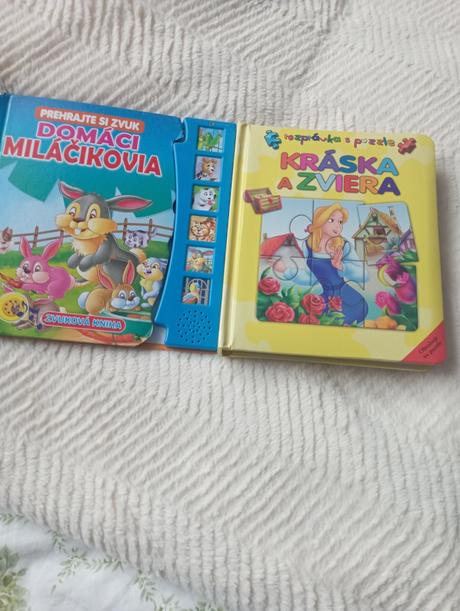 PREHRAJTE SI ZVUK
DOMÁCI
MILÁČIKOVIA
ZVUKOVÁ KNIHA
rozprávka s puzzle
KRÁSKA
A ZVIERA